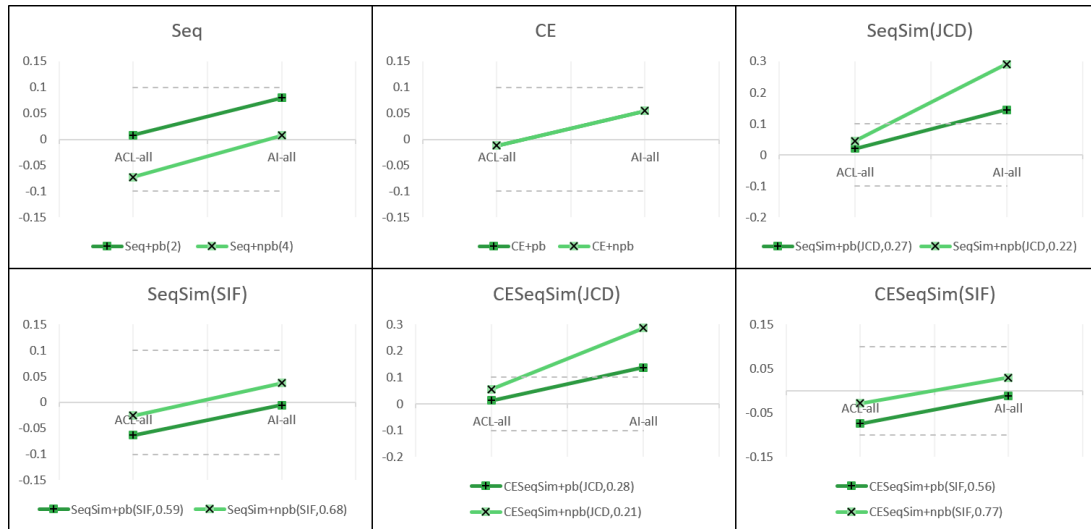 Seq
0.15
0.1
0.05
0
-0.05
-0.1
-0.15
ACL-all
AI-all
Seq+pb(2)
Seq+npb(4)
CE
0.15
0.1
0.05
0
-0.05
-0.1
-0.15
ACL-all
AI-all
CE+pb
CE+npb
SeqSim(JCD)
0.3
0.2
0.1
0
-0.1
-0.2
ACL-all
AI-all
SeqSim+pb(JCD,0.27)
SeqSim+npb(JCD,0.22)
SeqSim(SIF)
0.15
0.1
0.05
0
-0.05
-0.1
-0.15
ACL-all
AI-all
SeqSim+pb(SIF,0.59)
SeqSim+npb(SIF,0.68)
CESeqSim(JCD)
0.3
0.2
0.1
0
-0.1
-0.2
ACL-all
AI-all
CESeqSim+pb(JCD,0.28)
CESeqSim+npb(JCD,0.21)
CESeqSim(SIF)
0.15
0.05
-0.05
-0.15
ACL-all
AI-all
CESeqSim+pb(SIF,0.56)
CESeqSim+npb(SIF,0.77)